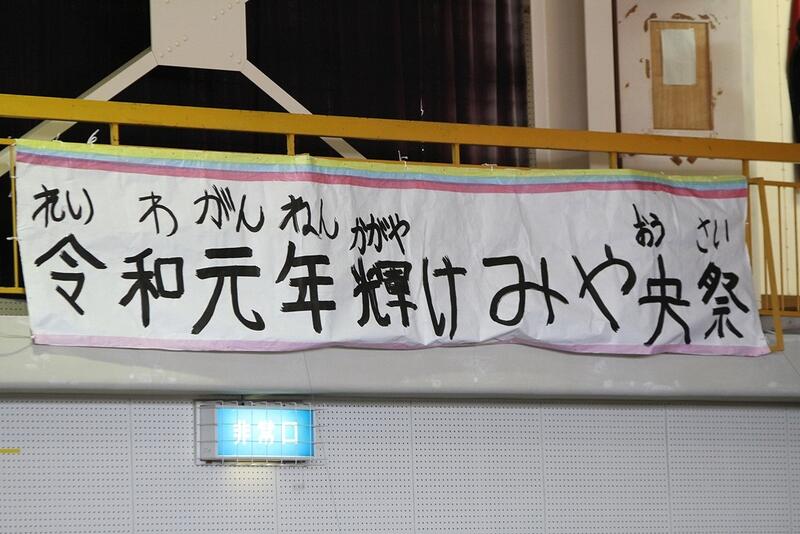 れい わ がん ねん かがや おう さい
令和元年輝けみや央祭
非常口